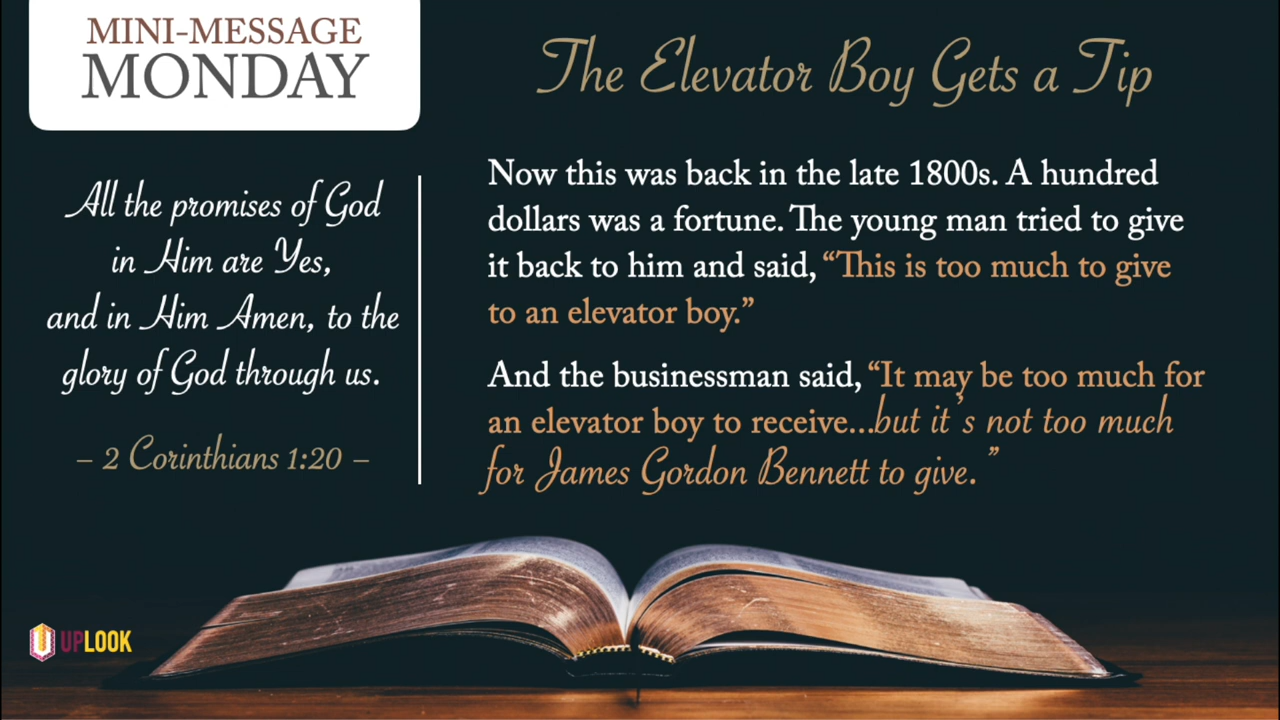 MINI-MESSAGE
MONDAY
The Elevator Boy Gets a Tip
All the promises of God
in Him are Yes,
and in Him Amen, to the
glory of God through us.
– 2 Corinthians 1:20 –
Now this was back in the late 1800s. A hundred
dollars was a fortune. The young man tried to give
it back to him and said, “This is too much to give
to an elevator boy.”
And the businessman said, “It may be too much for
an elevator boy to receive...but it’s not too much
for James Gordon Bennett to give.”
UPLOOK